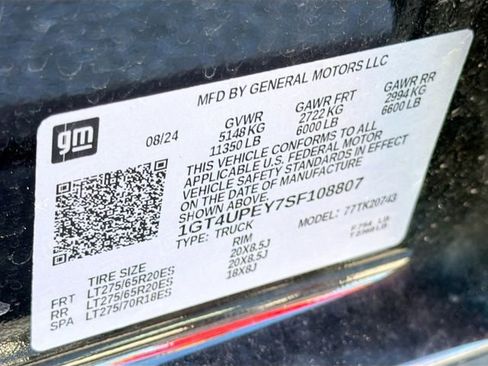 gm
MFD BY GENERAL MOTORS LLC
08/24
GVWR GAWR FRT GAWR RR
5148 KG 2722 KG 2994 KG
11350 LB 6000 LB 6600 LB
THIS VEHICLE CONFORMS TO ALL
APPLICABLE U.S. FEDERAL MOTOR
VEHICLE SAFETY STANDARDS IN EFFECT
ON THE DATE OF MANUFACTURE
SHOWN ABOVE.
1GT4UPEY7SF108807
TYPE: TRUCK MODEL: 77TK20743
TIRE SIZE RIM
FRT LT275/65R20ES 20X8.5J
RR LT275/65R20ES 20X8.5J
SPA LT275/70R18ES 18X8J